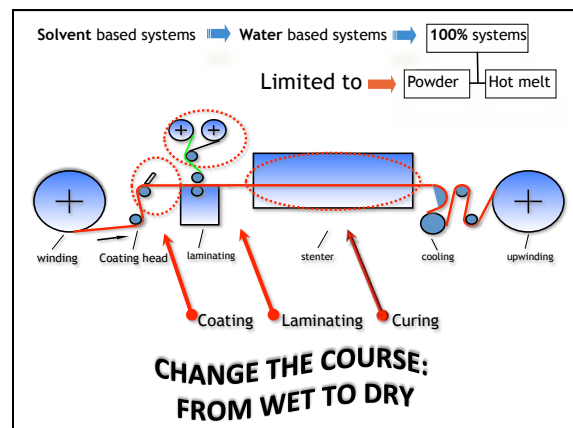 Solvent based systems Water based systems 100% systems
Limited to Powder Hot melt
winding Coating head laminating stenter cooling upwinding
Coating Laminating Curing
CHANGE THE COURSE:
FROM WET TO DRY